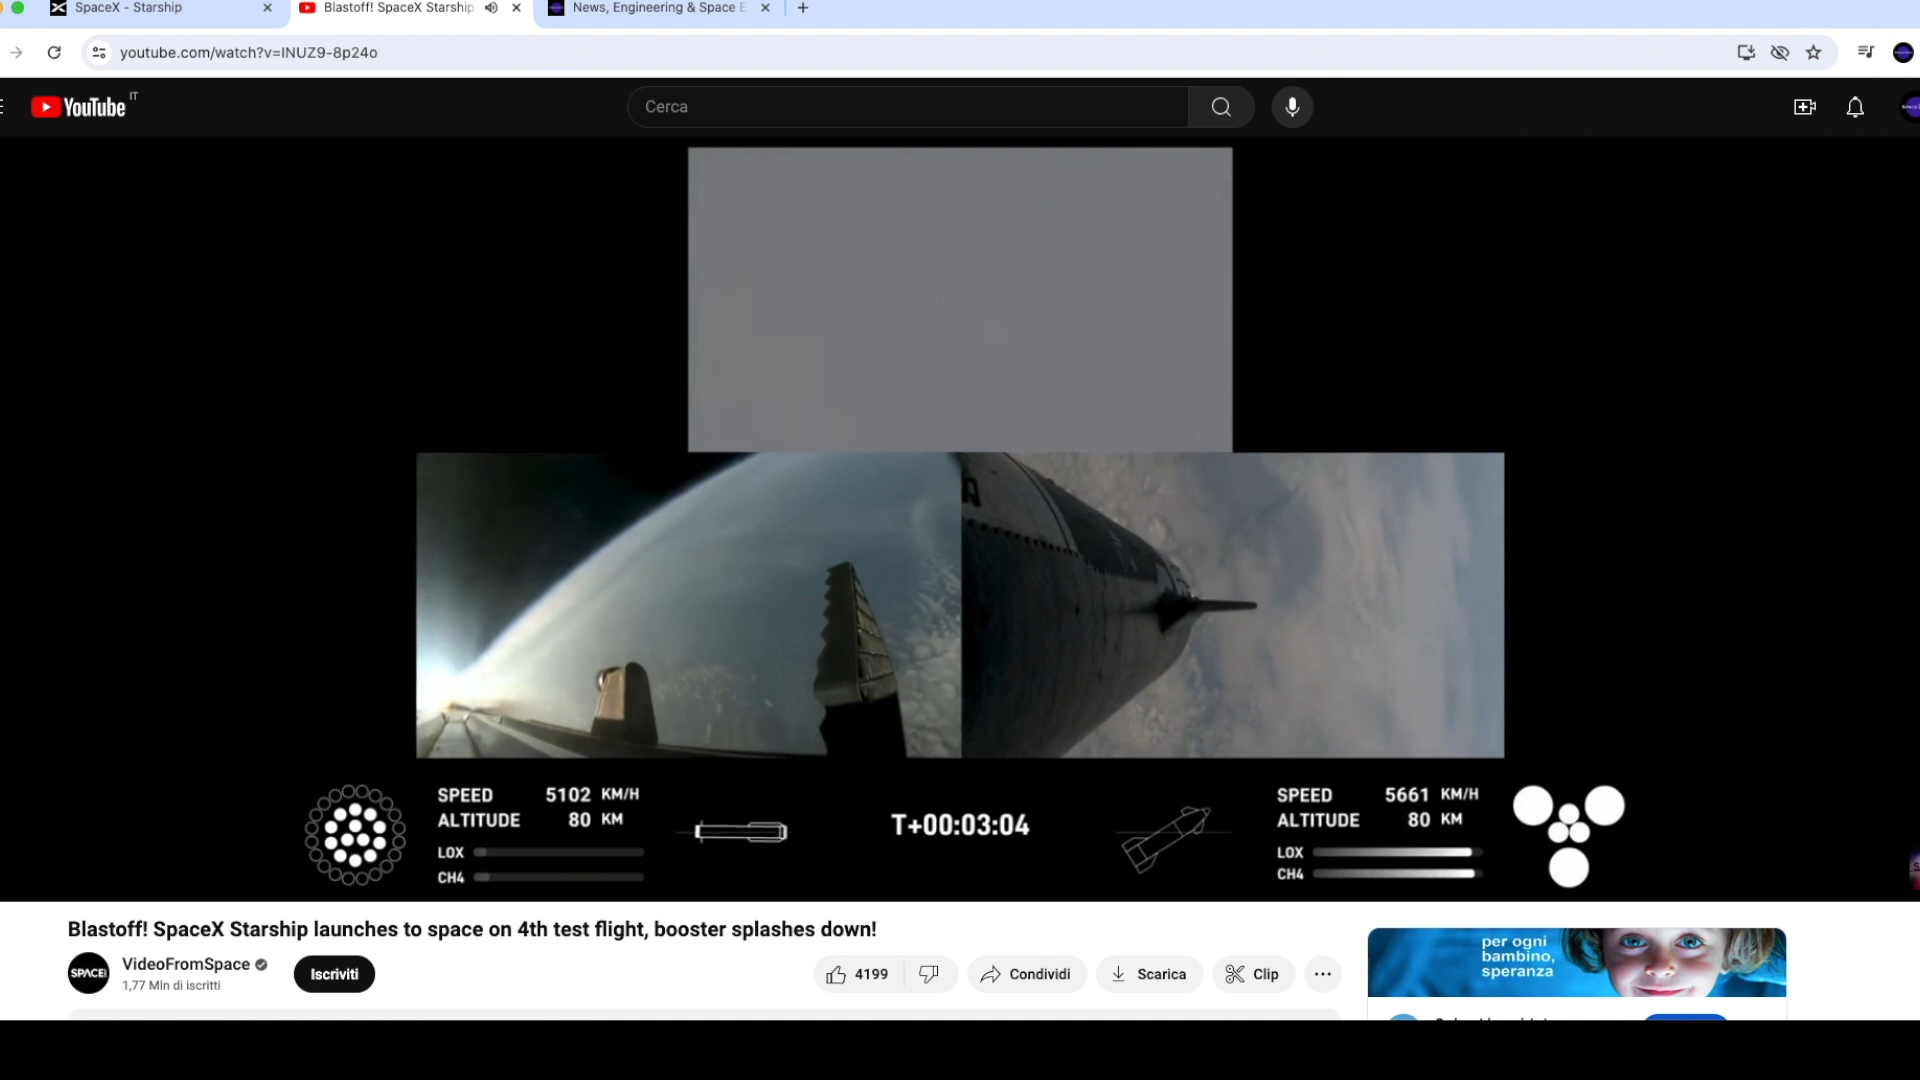 SpaceX - Starship
Blastoff! SpaceX Starship
News, Engineering & Space E
youtube.com/watch?v=INUZ9-8p24o
YouTube IT
Cerca
SPEED 5102 KM/H
ALTITUDE 80 KM
LOX
CH4
T+00:03:04
SPEED 5661 KM/H
ALTITUDE 80 KM
LOX
CH4
Blastoff! SpaceX Starship launches to space on 4th test flight, booster splashes down!
SPACE
VideoFromSpace
1,77 Mln di iscritti
Iscriviti
4199
Condividi
Scarica
Clip
per ogni
bambino,
speranza